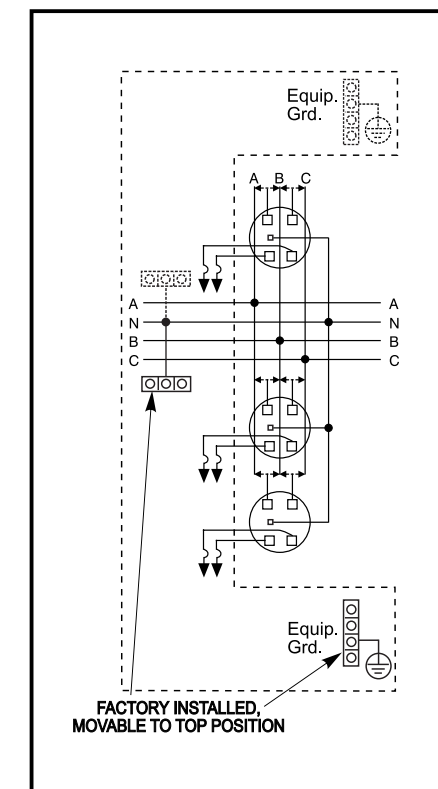 Equip.
Grd.
A B C
A A
N N
B B
C C
Equip.
Grd.
FACTORY INSTALLED,
MOVABLE TO TOP POSITION